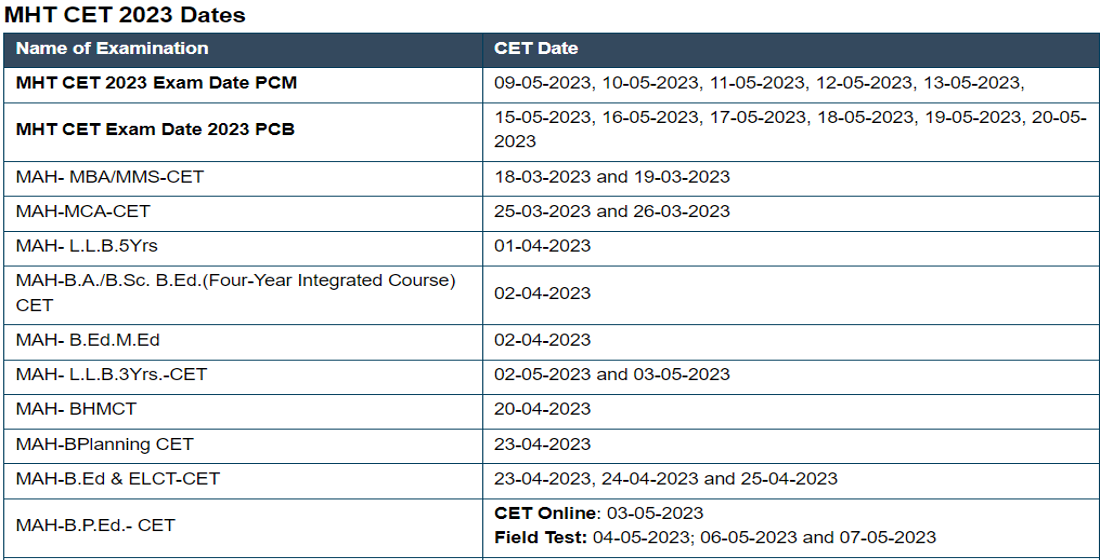 MHT CET 2023 Dates
Name of Examination CET Date
MHT CET 2023 Exam Date PCM 09-05-2023, 10-05-2023, 11-05-2023, 12-05-2023, 13-05-2023,
MHT CET Exam Date 2023 PCB 15-05-2023, 16-05-2023, 17-05-2023, 18-05-2023, 19-05-2023, 20-05-
2023
MAH- MBA/MMS-CET 18-03-2023 and 19-03-2023
MAH-MCA-CET 25-03-2023 and 26-03-2023
MAH- L.L.B.5Yrs 01-04-2023
MAH-B.A./B.Sc. B.Ed.(Four-Year Integrated Course)
CET 02-04-2023
MAH- B.Ed.M.Ed 02-04-2023
MAH- L.L.B.3Yrs.-CET 02-05-2023 and 03-05-2023
MAH- BHMCT 20-04-2023
MAH-BPlanning CET 23-04-2023
MAH-B.Ed & ELCT-CET 23-04-2023, 24-04-2023 and 25-04-2023
MAH-B.P.Ed.- CET CET Online: 03-05-2023
Field Test: 04-05-2023; 06-05-2023 and 07-05-2023